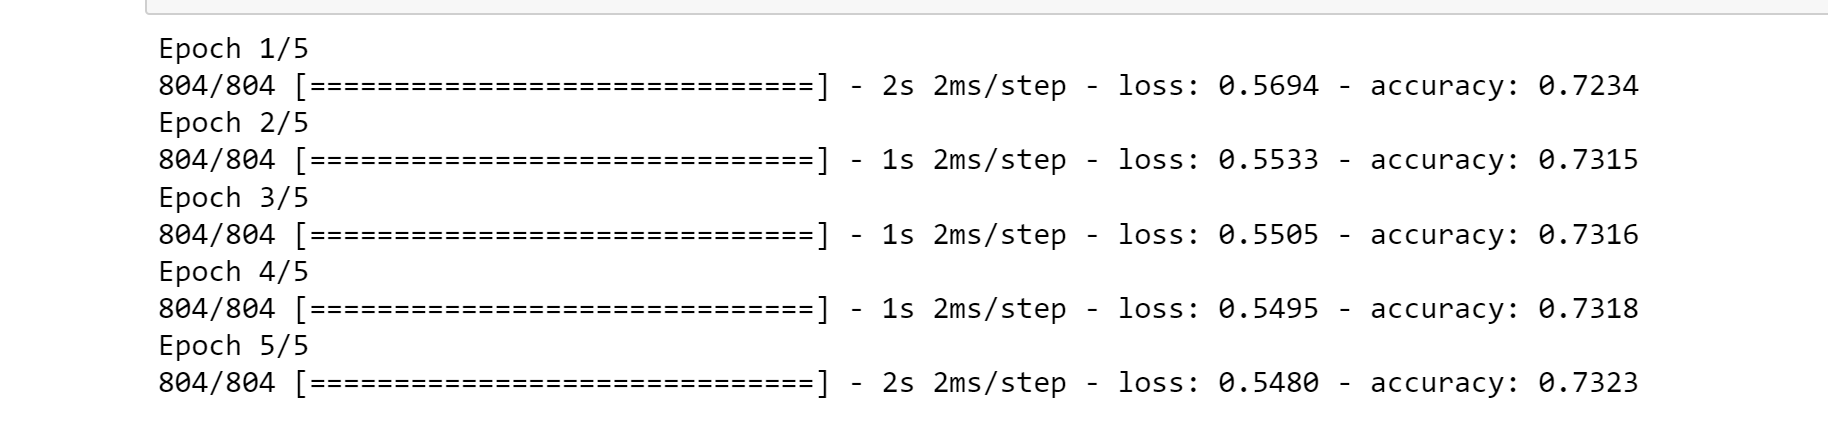 Epoch 1/5
804/804 [==============================] - 2s 2ms/step - loss: 0.5694 - accuracy: 0.7234
Epoch 2/5
804/804 [==============================] - 1s 2ms/step - loss: 0.5533 - accuracy: 0.7315
Epoch 3/5
804/804 [==============================] - 1s 2ms/step - loss: 0.5505 - accuracy: 0.7316
Epoch 4/5
804/804 [==============================] - 1s 2ms/step - loss: 0.5495 - accuracy: 0.7318
Epoch 5/5
804/804 [==============================] - 2s 2ms/step - loss: 0.5480 - accuracy: 0.7323